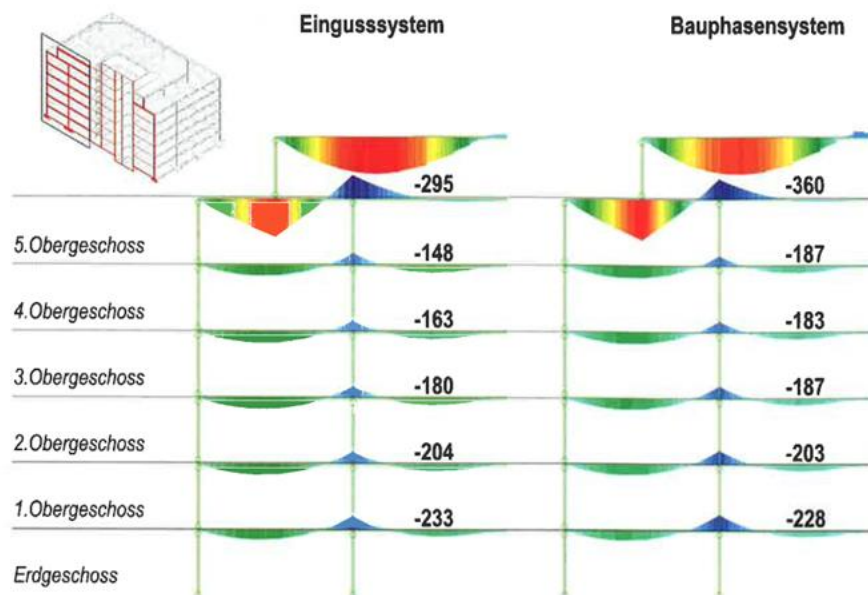 Eingusssystem Bauphasensystem
-295 -360
5.Obergeschoss
-148 -187
4.Obergeschoss
-163 -183
3.Obergeschoss
-180 -187
2.Obergeschoss
-204 -203
1.Obergeschoss
-233 -228
Erdgeschoss